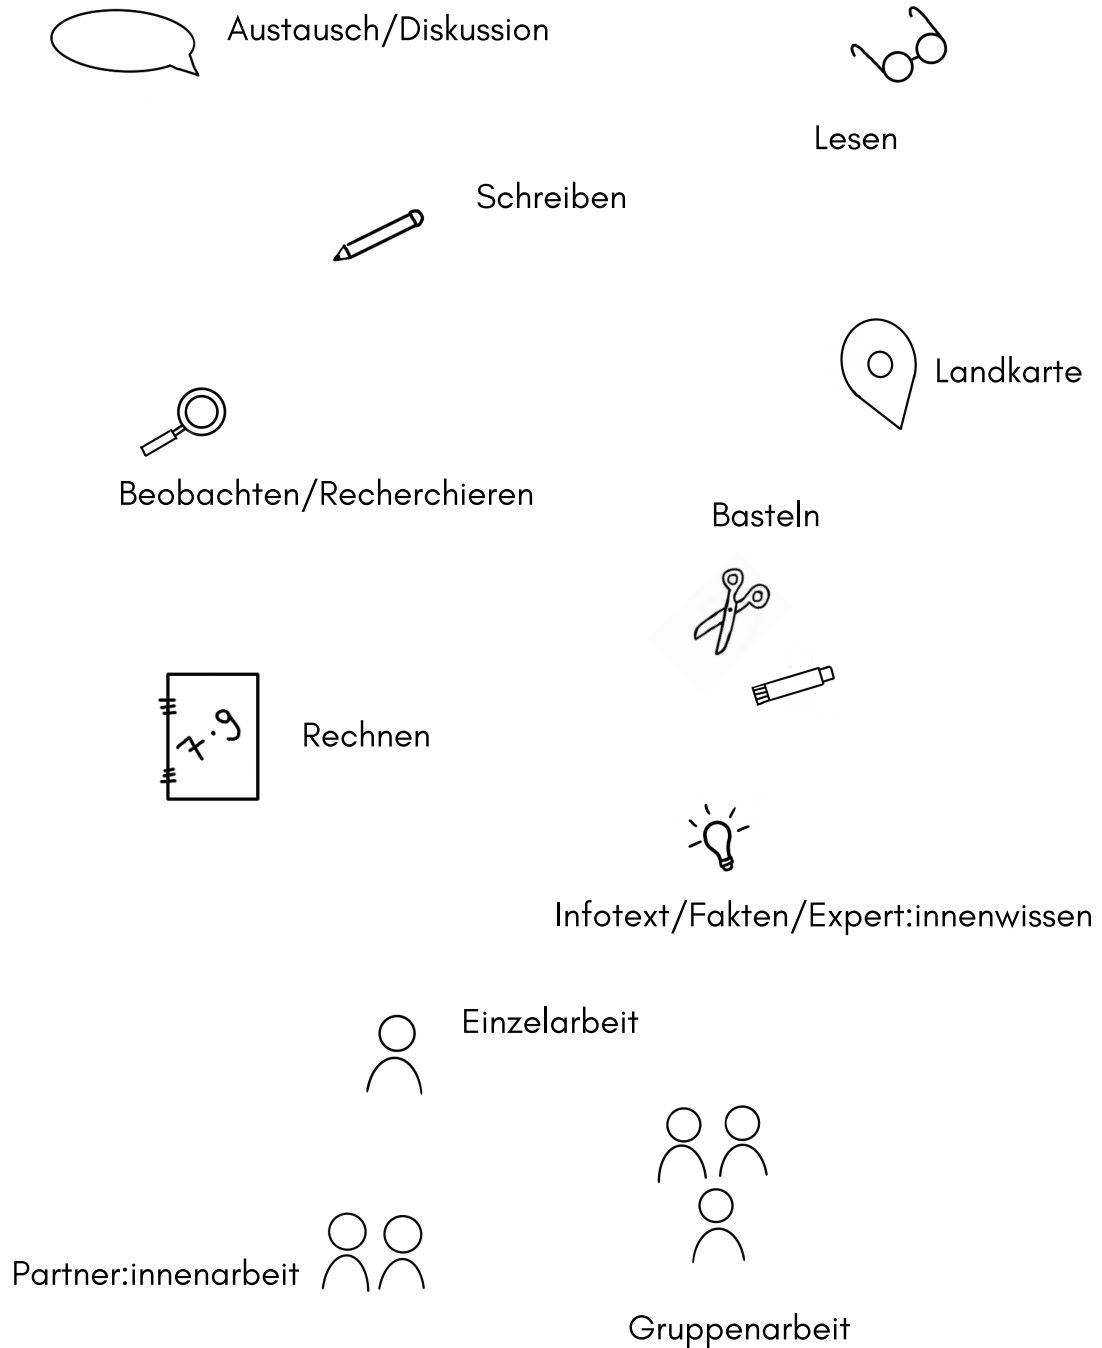 Austausch/Diskussion
Lesen
Schreiben
Landkarte
Beobachten/Recherchieren
Basteln
7·9
Rechnen
Infotext/Fakten/Expert:innenwissen
Einzelarbeit
Partner:innenarbeit
Gruppenarbeit